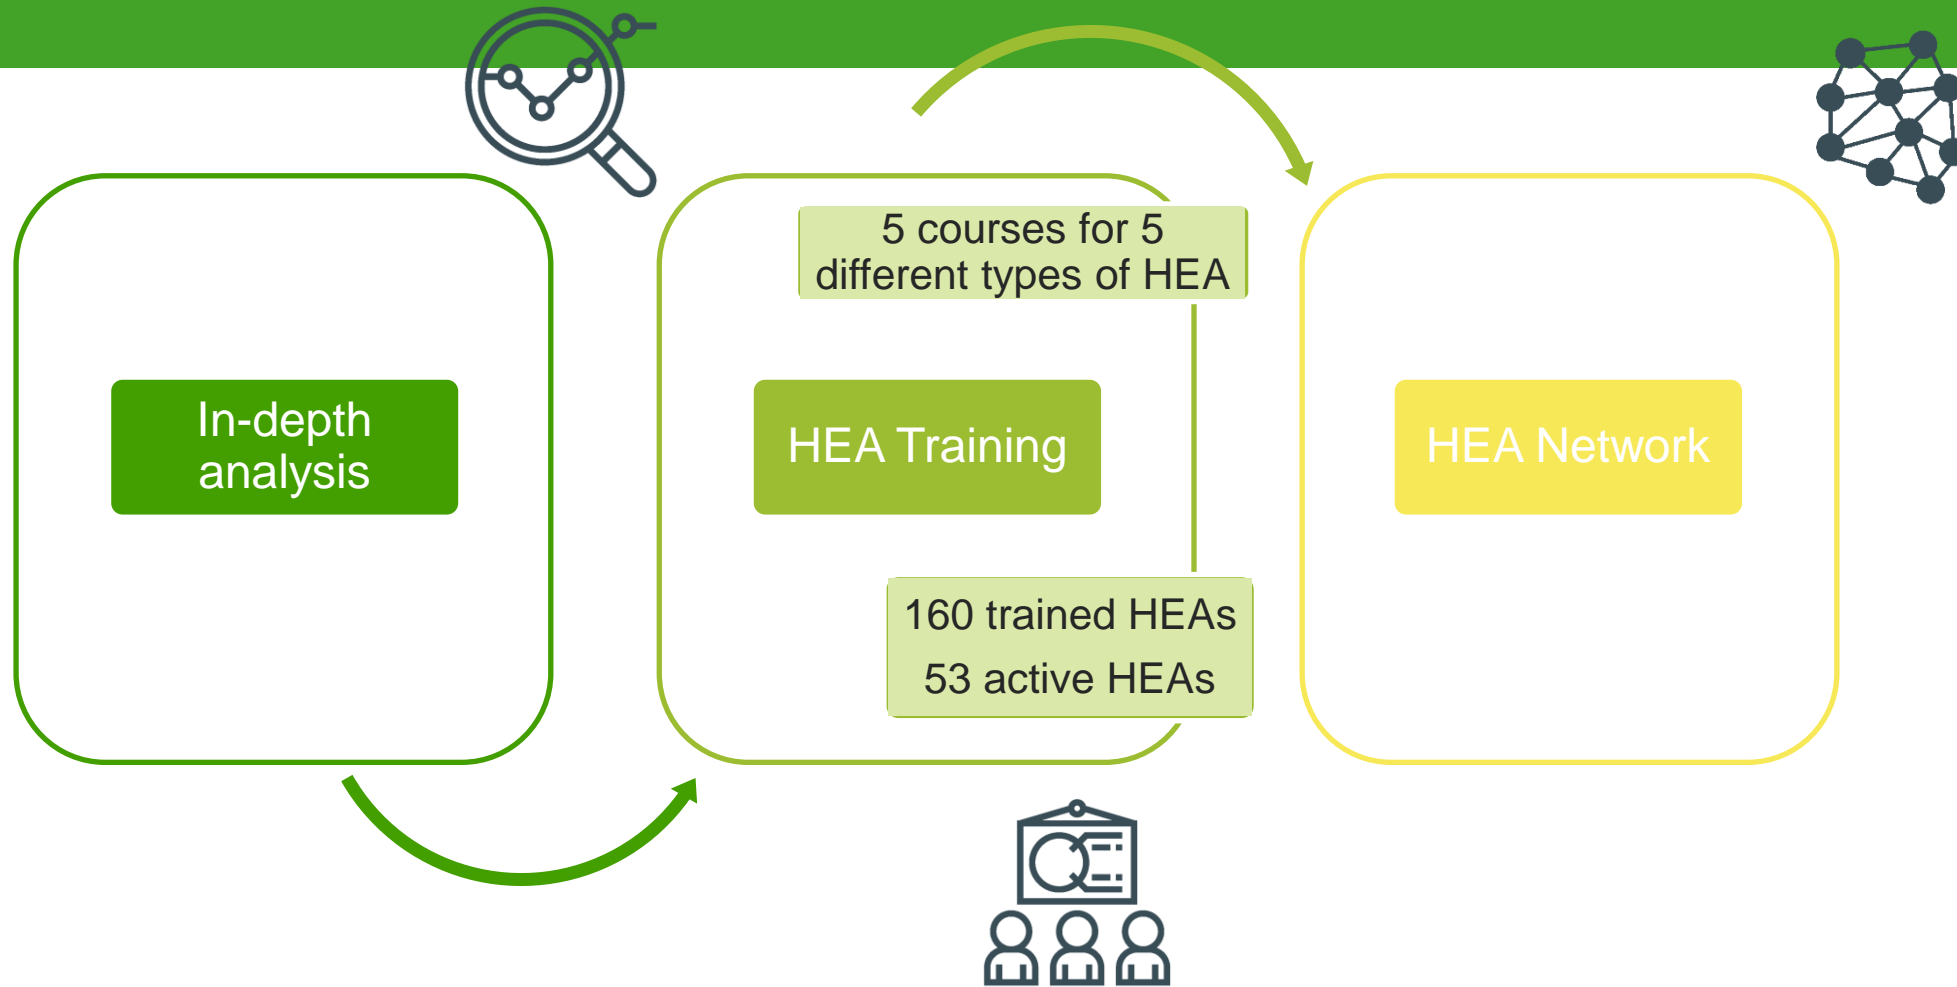 In-depth
analysis
5 courses for 5
different types of HEA
HEA Training
160 trained HEAs
53 active HEAs
HEA Network